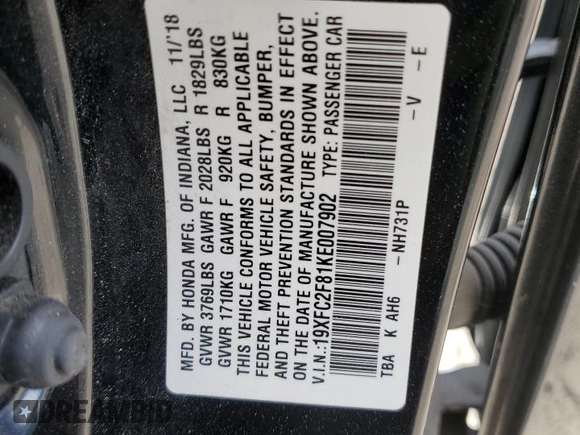 MFD. BY HONDA MFG. OF INDIANA, LLC 11/'18
GVWR 3769LBS GAWR F 2028LBS R 1829LBS
GVWR 1710KG GAWR F 920KG R 830KG
THIS VEHICLE CONFORMS TO ALL APPLICABLE
FEDERAL MOTOR VEHICLE SAFETY, BUMPER,
AND THEFT PREVENTION STANDARDS IN EFFECT
ON THE DATE OF MANUFACTURE SHOWN ABOVE.
V.I.N.:19XFC2F81KE007902 TYPE: PASSENGER CAR
TBA K AH6 -NH731P -V -E
DREAMBID